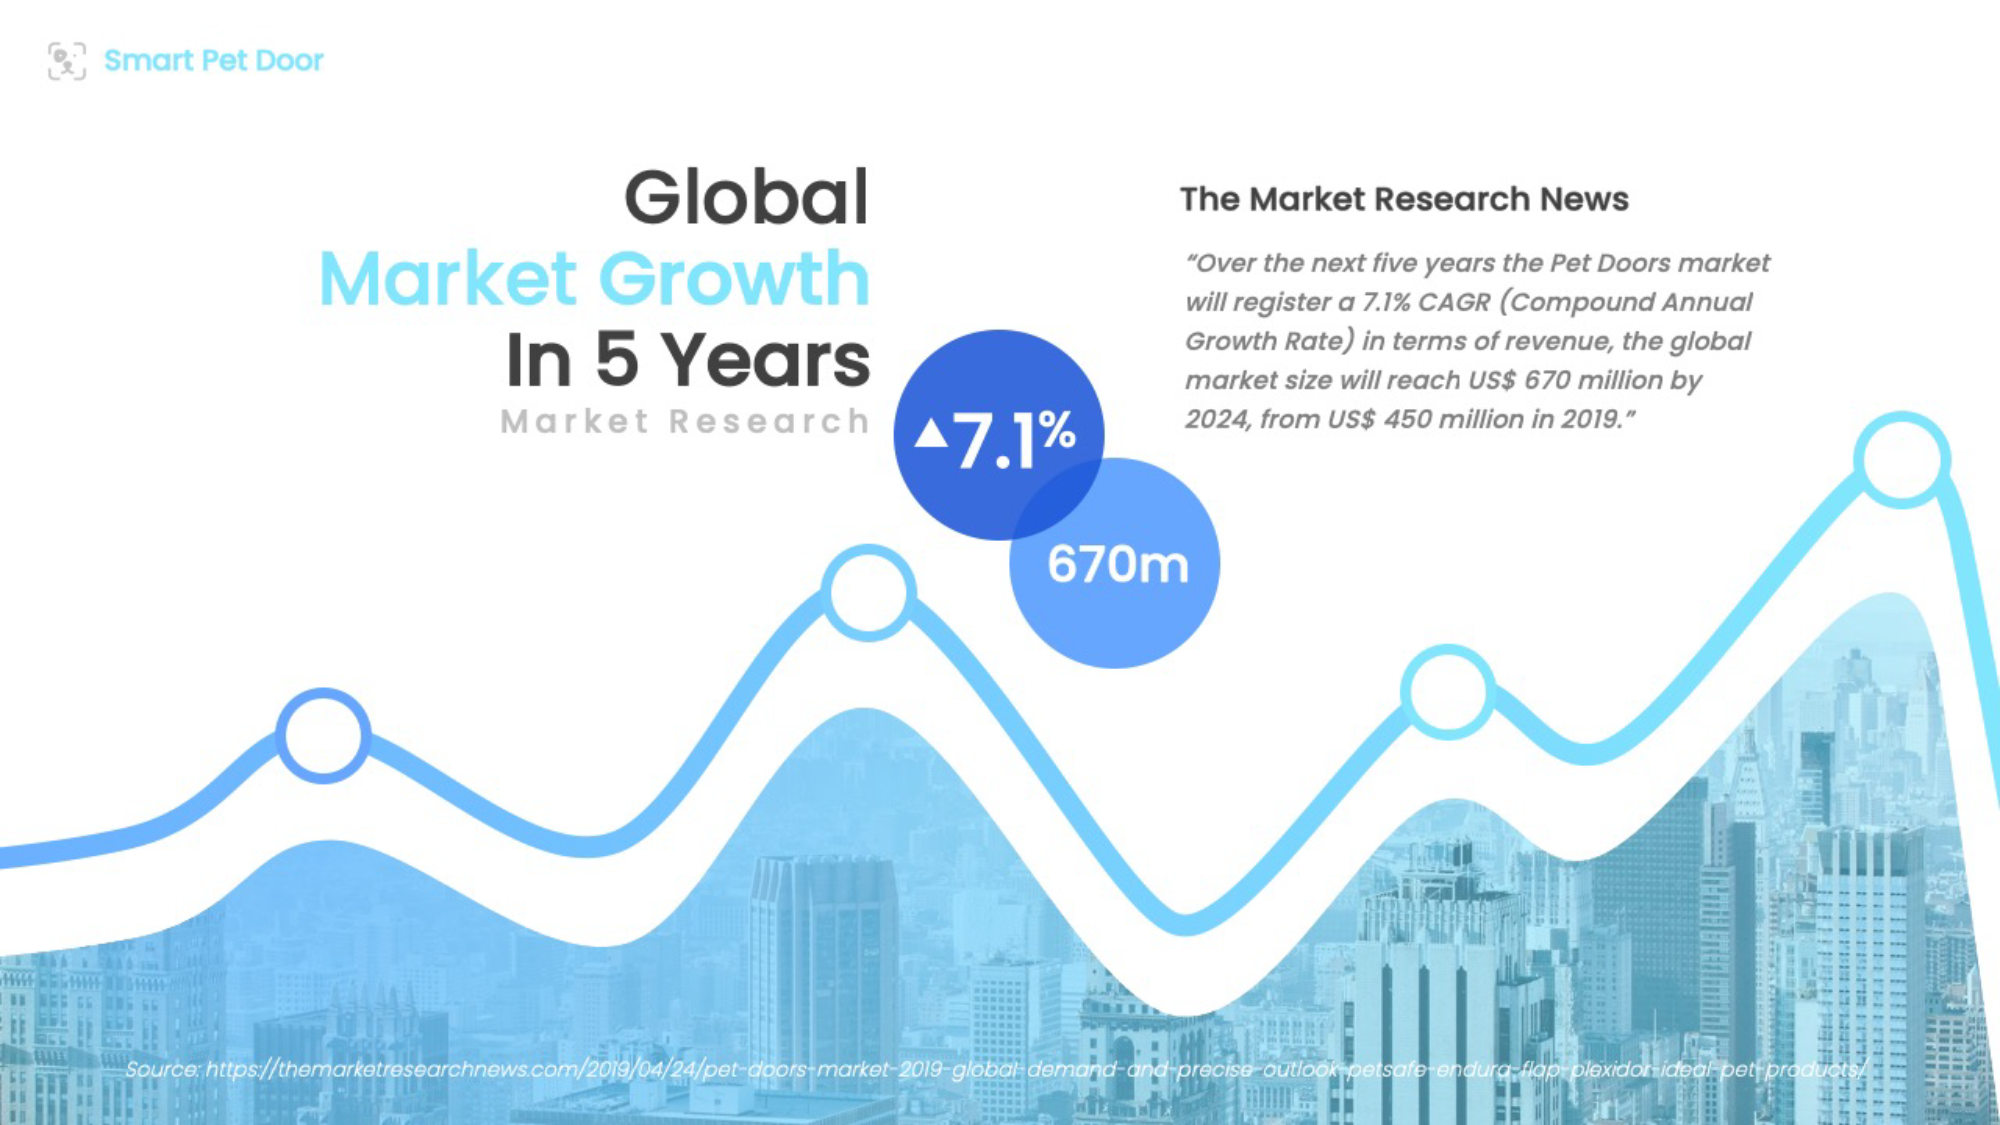 Smart Pet Door
Global
Market Growth
In 5 Years
Market Research
▲7.1%
670m
The Market Research News
“Over the next five years the Pet Doors market
will register a 7.1% CAGR (Compound Annual
Growth Rate) in terms of revenue, the global
market size will reach US$ 670 million by
2024, from US$ 450 million in 2019.”
Source: https://themarketresearchnews.com/2019/04/24/pet-doors-market-2019-global-demand-and-precise-outlook-petsafe-endura-flap-plexidor-ideal-pet-products/